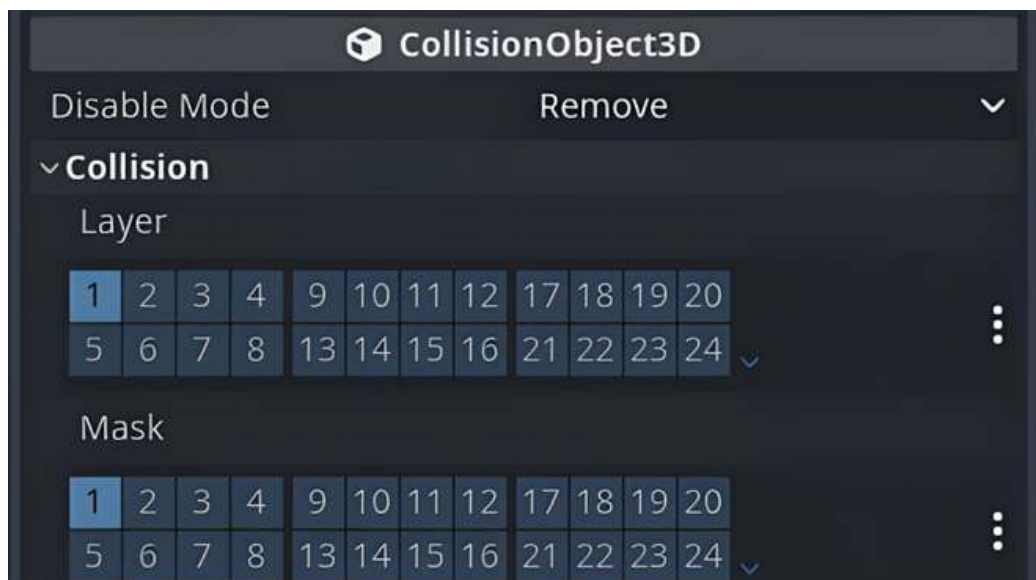 CollisionObject3D
Disable Mode Remove
Collision
Layer
1 2 3 4 9 10 11 12 17 18 19 20
5 6 7 8 13 14 15 16 21 22 23 24
Mask
1 2 3 4 9 10 11 12 17 18 19 20
5 6 7 8 13 14 15 16 21 22 23 24